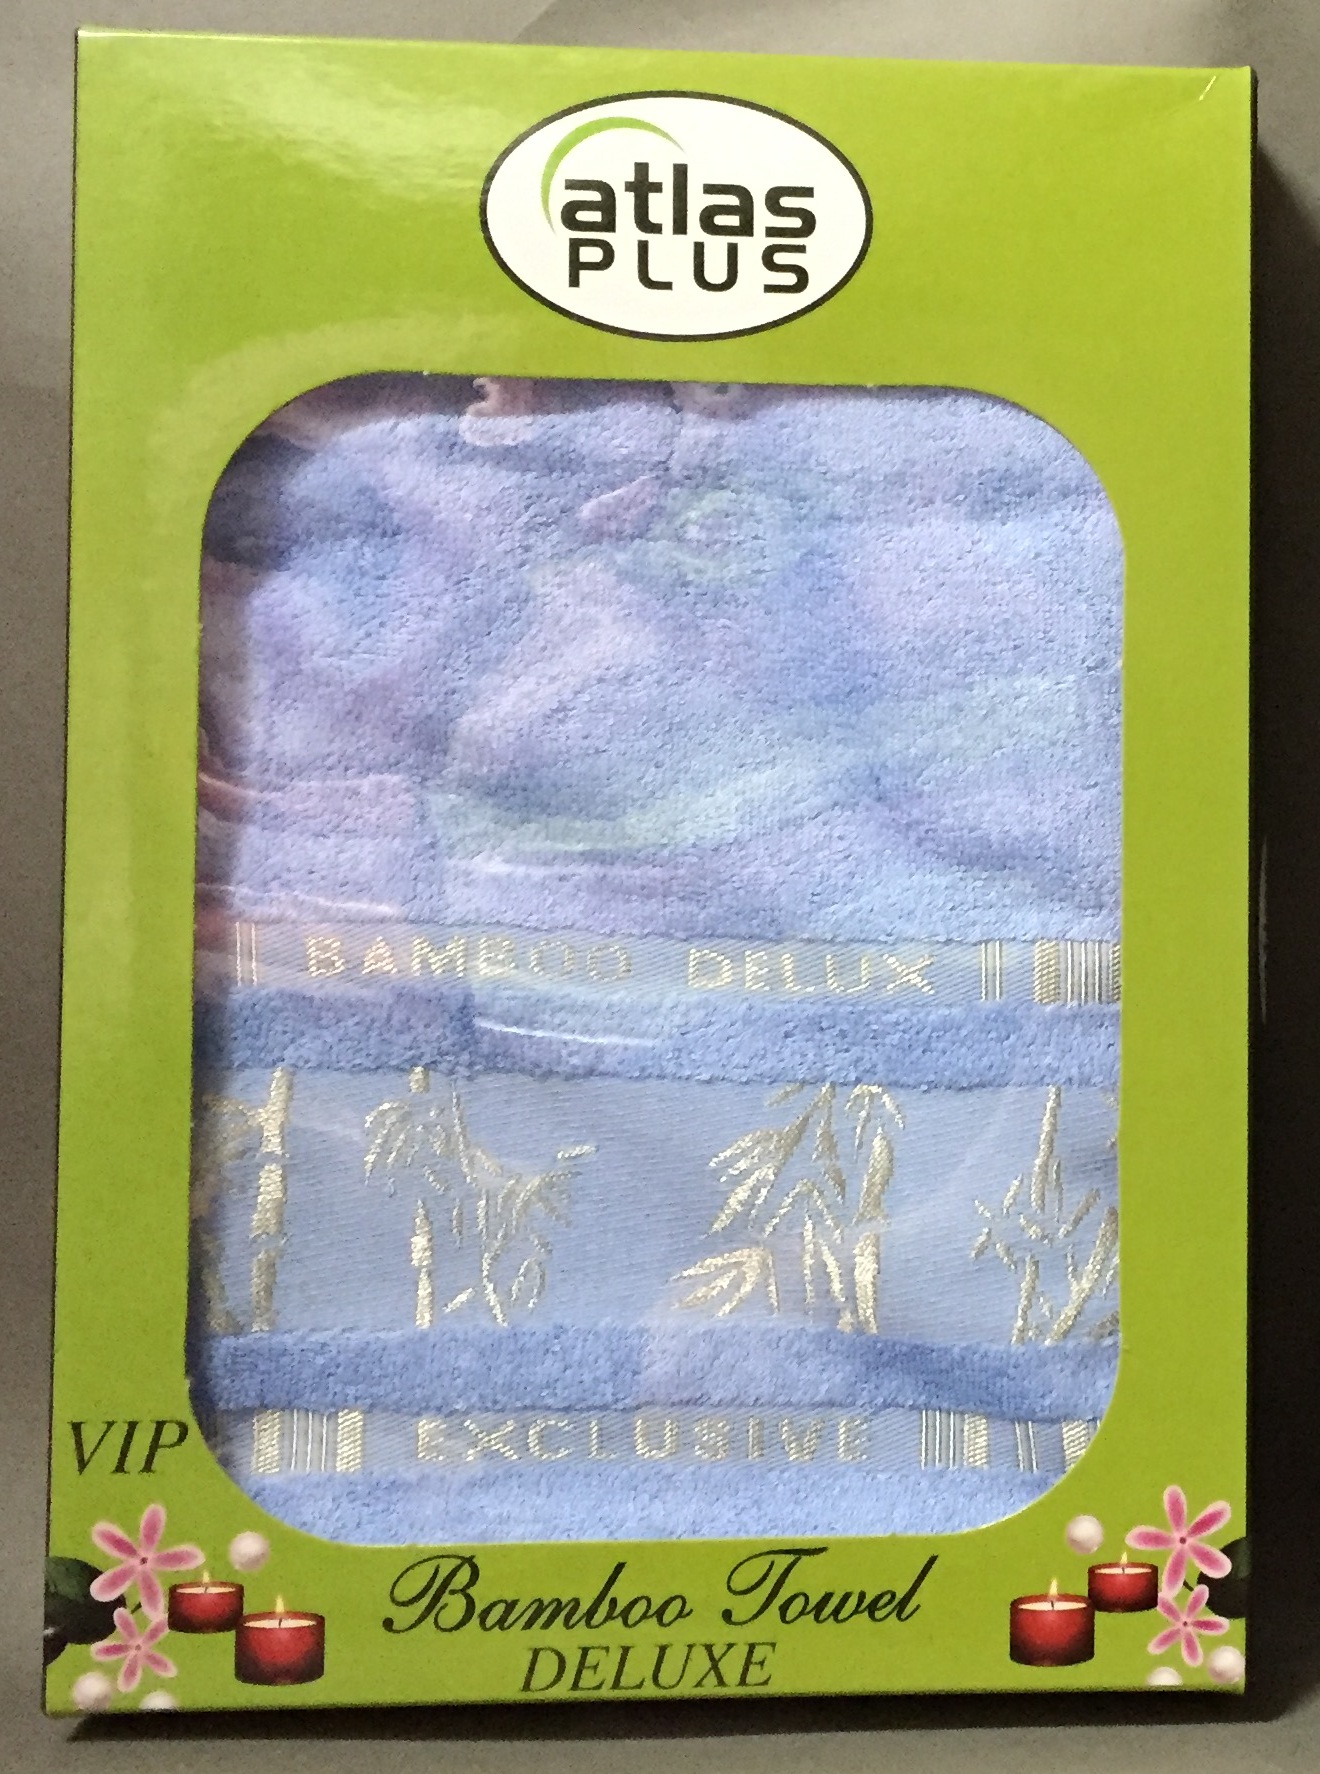 atlas
PLUS
BAMBOO DELUX
EXCLUSIVE
VIP
Bamboo Towel
DELUXE